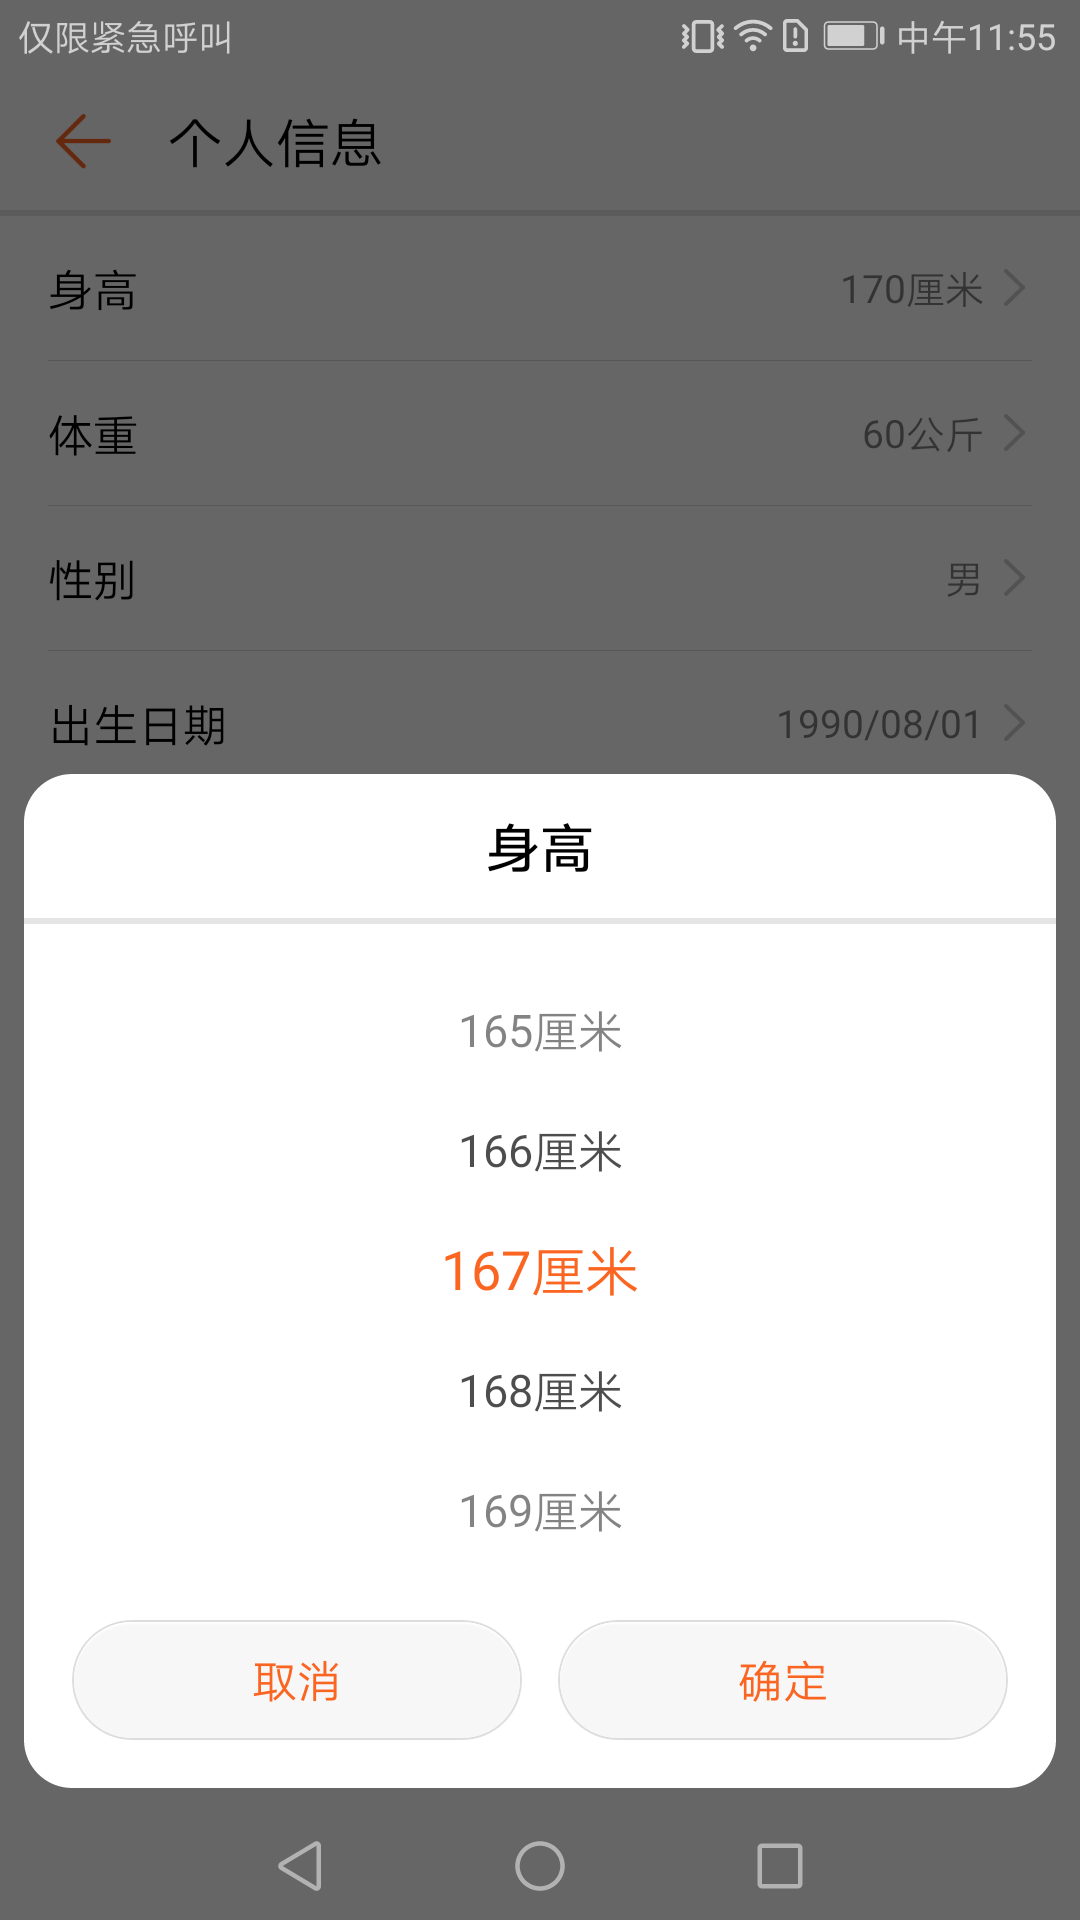 仅限紧急呼叫 中午11:55
个人信息
身高 170厘米
体重 60公斤
性别 男
出生日期 1990/08/01
身高
165厘米
166厘米
167厘米
168厘米
169厘米
取消 确定